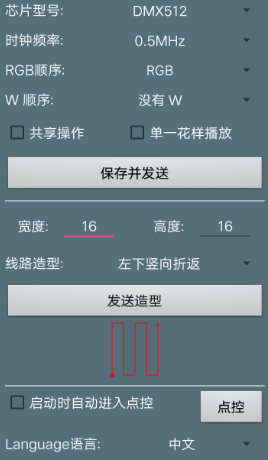 芯片型号: DMX512
时钟频率: 0.5MHz
RGB顺序: RGB
W 顺序: 没有 W
共享操作 单一花样播放
保存并发送
宽度: 16 高度: 16
线路造型: 左下竖向折返
发送造型
启动时自动进入点控 点控
Language语言: 中文